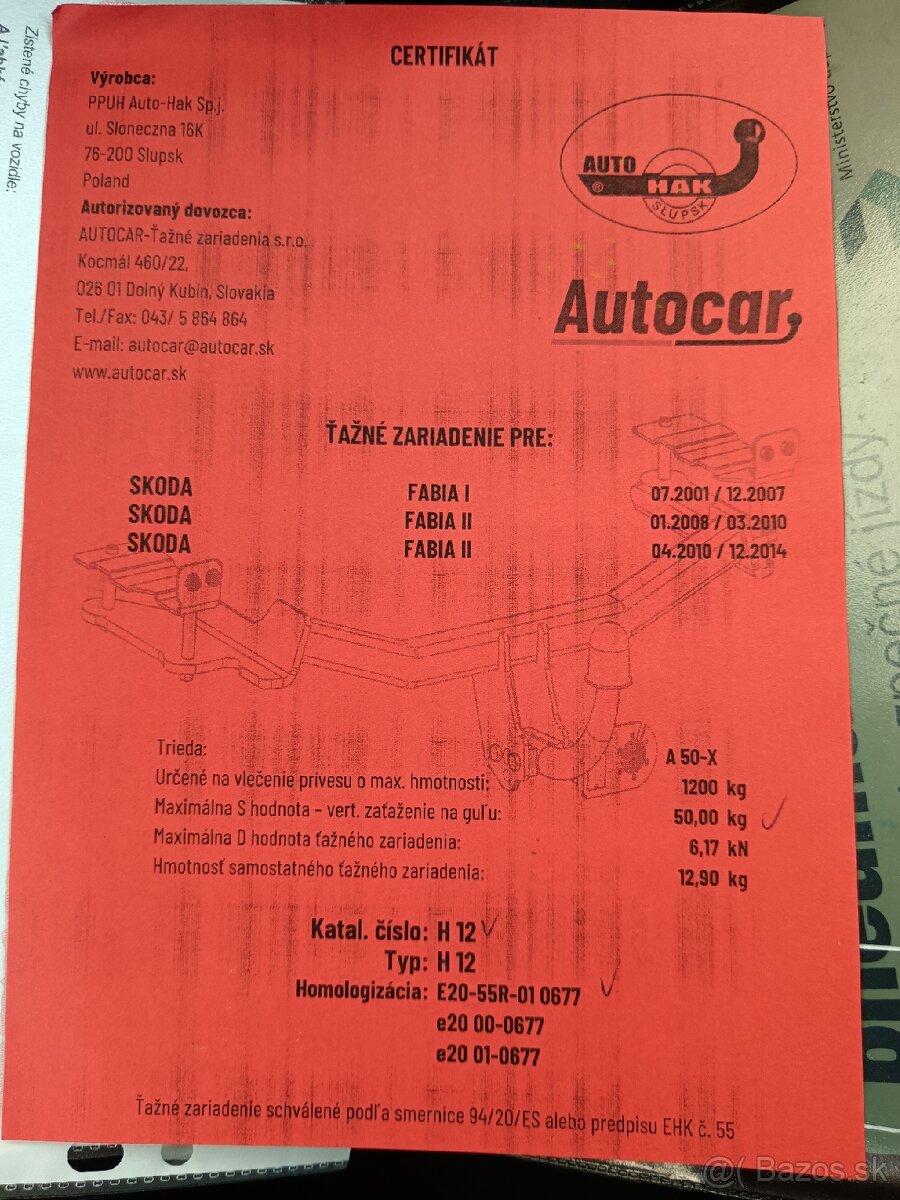 CERTIFIKÁT
Výrobca:
PPUH Auto-Hak Sp.j.
ul. Sloneczna 16K
76-200 Slupsk
Poland
Autorizovaný dovozca:
AUTOCAR-Ťažné zariadenia s.r.o.
Kocmál 460/22,
026 01 Dolný Kubín, Slovakia
Tel./Fax: 043/ 5 864 864
E-mail: autocar@autocar.sk
www.autocar.sk
AUTO
® HAK
SŁUPSK
Autocar
ŤAŽNÉ ZARIADENIE PRE:
SKODA FABIA I 07.2001 / 12.2007
SKODA FABIA II 01.2008 / 03.2010
SKODA FABIA II 04.2010 / 12.2014
Trieda: A 50-X
Určené na vlečenie prívesu o max. hmotnosti: 1200 kg
Maximálna S hodnota – vert. zaťaženie na guľu: 50,00 kg
Maximálna D hodnota ťažného zariadenia: 6,17 kN
Hmotnosť samostatného ťažného zariadenia: 12,90 kg
Katal. číslo: H 12
Typ: H 12
Homologizácia: E20-55R-01 0677
e20 00-0677
e20 01-0677
Ťažné zariadenie schválené podľa smernice 94/20/ES alebo predpisu EHK č. 55
Zistené chyby na vozidle:
Ministerstvo
@( Bazos.sk